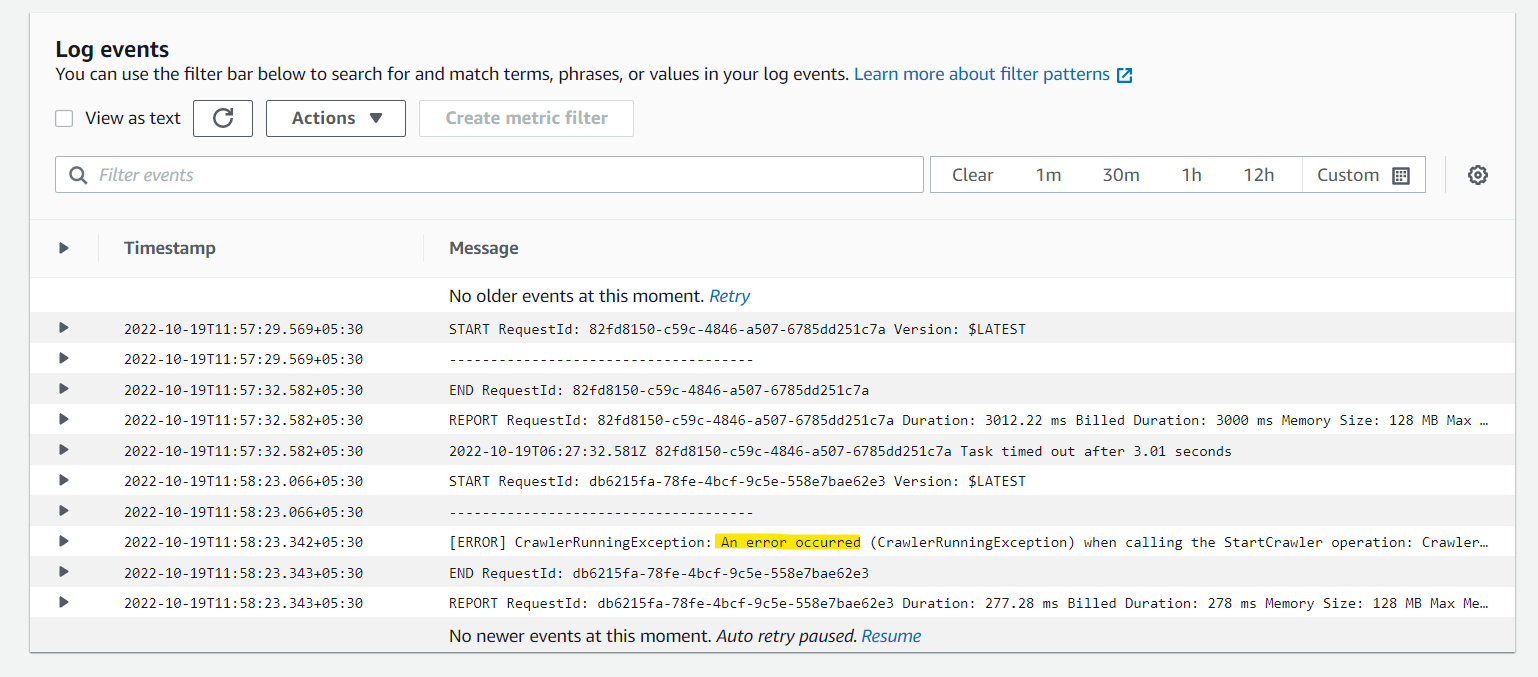 Log events
You can use the filter bar below to search for and match terms, phrases, or values in your log events. Learn more about filter patterns
View as text Actions Create metric filter
Filter events Clear 1m 30m 1h 12h Custom
Timestamp Message
No older events at this moment. Retry
2022-10-19T11:57:29.569+05:30 START RequestId: 82fd8150-c59c-4846-a507-6785dd251c7a Version: $LATEST
2022-10-19T11:57:29.569+05:30 -------------------------------------
2022-10-19T11:57:32.582+05:30 END RequestId: 82fd8150-c59c-4846-a507-6785dd251c7a
2022-10-19T11:57:32.582+05:30 REPORT RequestId: 82fd8150-c59c-4846-a507-6785dd251c7a Duration: 3012.22 ms Billed Duration: 3000 ms Memory Size: 128 MB Max …
2022-10-19T11:57:32.582+05:30 2022-10-19T06:27:32.581Z 82fd8150-c59c-4846-a507-6785dd251c7a Task timed out after 3.01 seconds
2022-10-19T11:58:23.066+05:30 START RequestId: db6215fa-78fe-4bcf-9c5e-558e7bae62e3 Version: $LATEST
2022-10-19T11:58:23.066+05:30 -------------------------------------
2022-10-19T11:58:23.342+05:30 [ERROR] CrawlerRunningException: An error occurred (CrawlerRunningException) when calling the StartCrawler operation: Crawler…
2022-10-19T11:58:23.343+05:30 END RequestId: db6215fa-78fe-4bcf-9c5e-558e7bae62e3
2022-10-19T11:58:23.343+05:30 REPORT RequestId: db6215fa-78fe-4bcf-9c5e-558e7bae62e3 Duration: 277.28 ms Billed Duration: 278 ms Memory Size: 128 MB Max Me…
No newer events at this moment. Auto retry paused. Resume